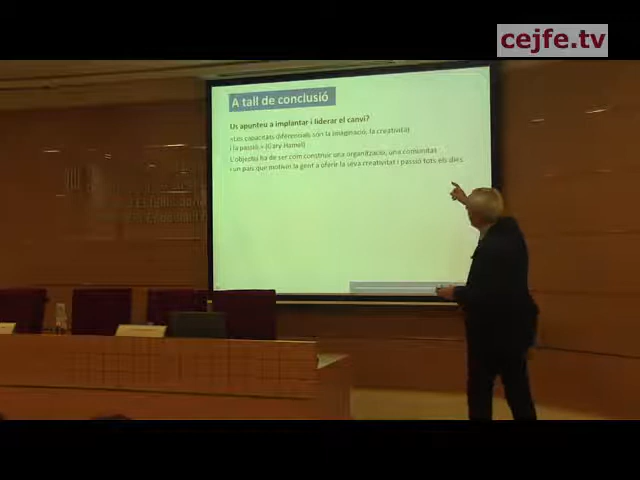 cejfe.tv
A tall de conclusió
Us apunteu a implantar i liderar el canvi?
«Les capacitats diferencials són la imaginació, la creativitat
i la passió.» (Gary Hamel)
L'objectiu ha de ser com construir una organització, una comunitat
i un país que motivin la gent a oferir la seva creativitat i passió tots els dies.